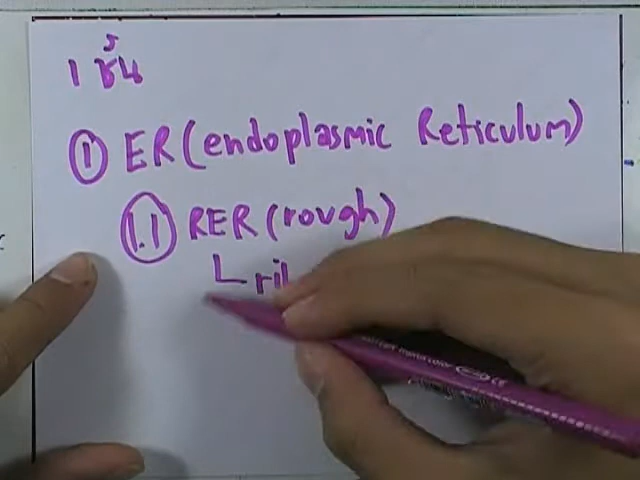 1 ชั้น
① ER (endoplasmic Reticulum)
1.1 RER (rough)